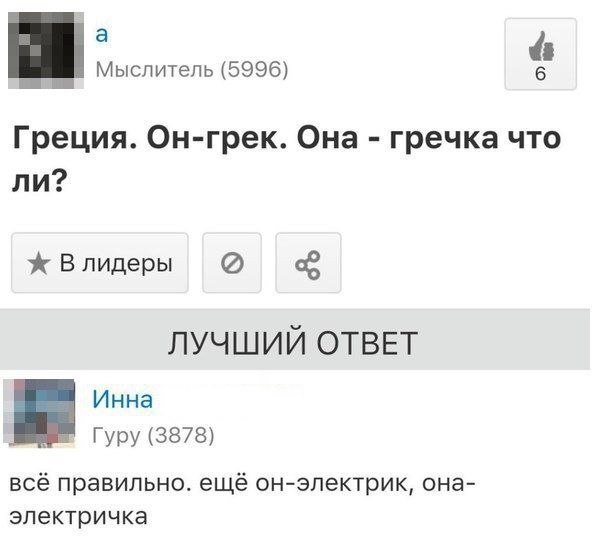 а
Мыслитель (5996)
6
Греция. Он-грек. Она - гречка что
ли?
В лидеры
ЛУЧШИЙ ОТВЕТ
Инна
Гуру (3878)
всё правильно. ещё он-электрик, она-
электричка